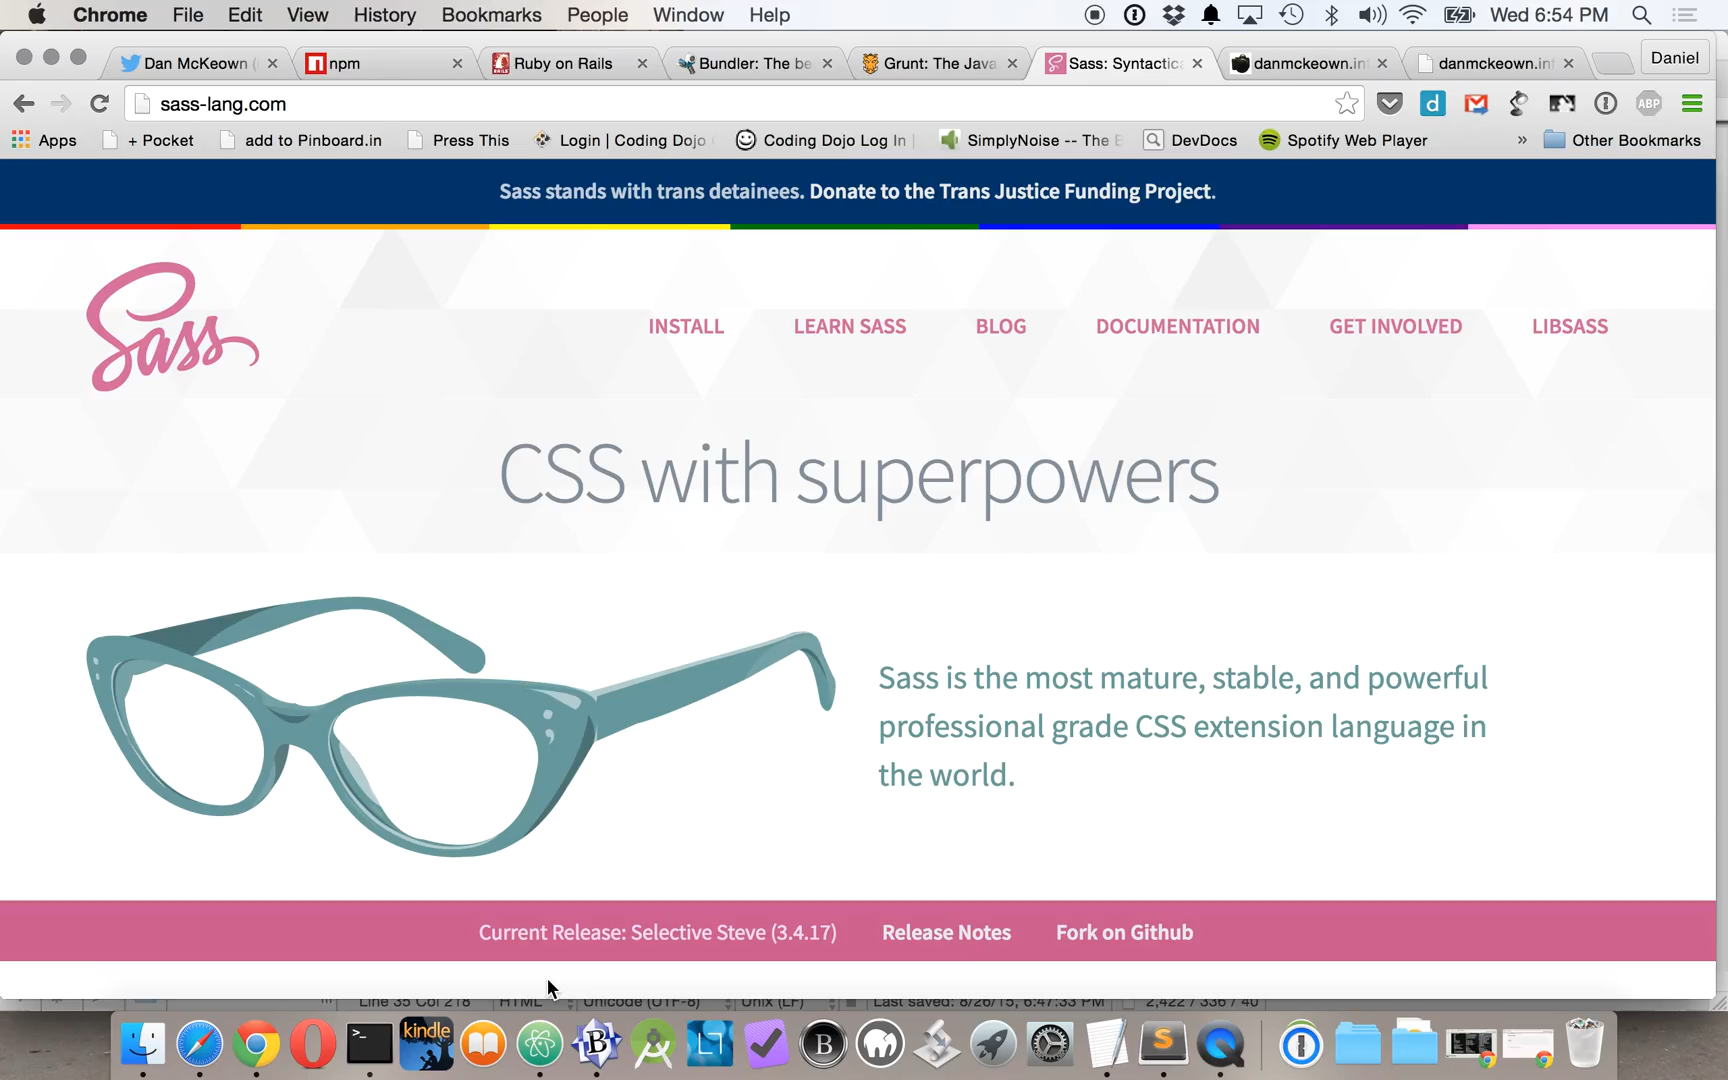 Chrome File Edit View History Bookmarks People Window Help Wed 6:54 PM
Dan McKeown ( npm Ruby on Rails Bundler: The be Grunt: The Java Sass: Syntactic danmckeown.in danmckeown.in Daniel
sass-lang.com d ABP
Apps + Pocket add to Pinboard.in Press This Login | Coding Dojo Coding Dojo Log In SimplyNoise -- The DevDocs Spotify Web Player » Other Bookmarks
Sass stands with trans detainees. Donate to the Trans Justice Funding Project.
Sass
INSTALL LEARN SASS BLOG DOCUMENTATION GET INVOLVED LIBSASS
CSS with superpowers
Sass is the most mature, stable, and powerful
professional grade CSS extension language in
the world.
Current Release: Selective Steve (3.4.17) Release Notes Fork on Github
Line 35 Col 218 HTML Unicode (UTF-8) Unix (LF) Last saved: 8/26/15, 6:47:33 PM 2,422 / 336 / 40
kindle